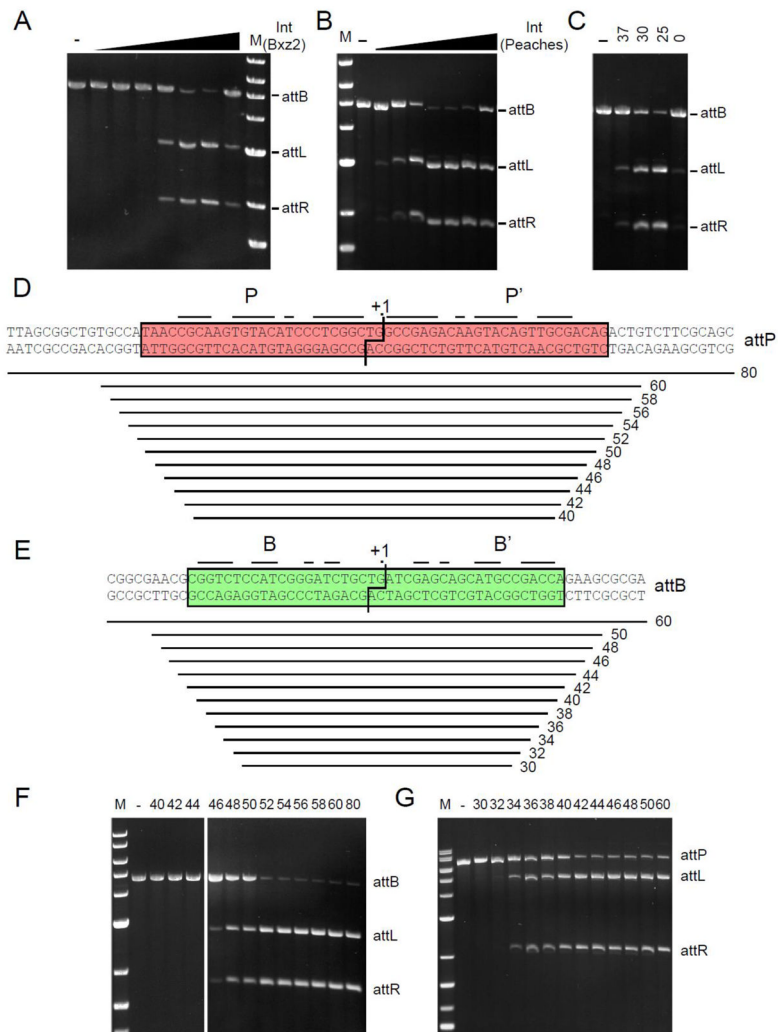 A
-
Int
(Bxz2)
M
attB
attL
attR
B
M –
Int
(Peaches)
attB
attL
attR
C
– 37 30 25 0
attB
attL
attR
D
P +1 P'
TTAGCGGCTGTGCCATAACCGCAAGTGTACATCCCTCGGCTGGCCGAGACAAGTACAGTTGCGACAGACTGTCTTCGCAGC
AATCGCCGACACGGTATTGGCGTTCACATGTAGGGAGCCGACCGGCTCTGTTCATGTCAACGCTGTCTGACAGAAGCGTCG
attP
80
60
58
56
54
52
50
48
46
44
42
40
E
B +1 B'
CGGCGAACGCGGTCTCCATCGGGATCTGCTGATCGAGCAGCATGCCGACCAGAAGCGCGA
GCCGCTTGCGCCAGAGGTAGCCCTAGACGACTAGCTCGTCGTACGGCTGGTCTTCGCGCT
attB
60
50
48
46
44
42
40
38
36
34
32
30
F
M - 40 42 44 46 48 50 52 54 56 58 60 80
attB
attL
attR
G
M - 30 32 34 36 38 40 42 44 46 48 50 60
attP
attL
attR